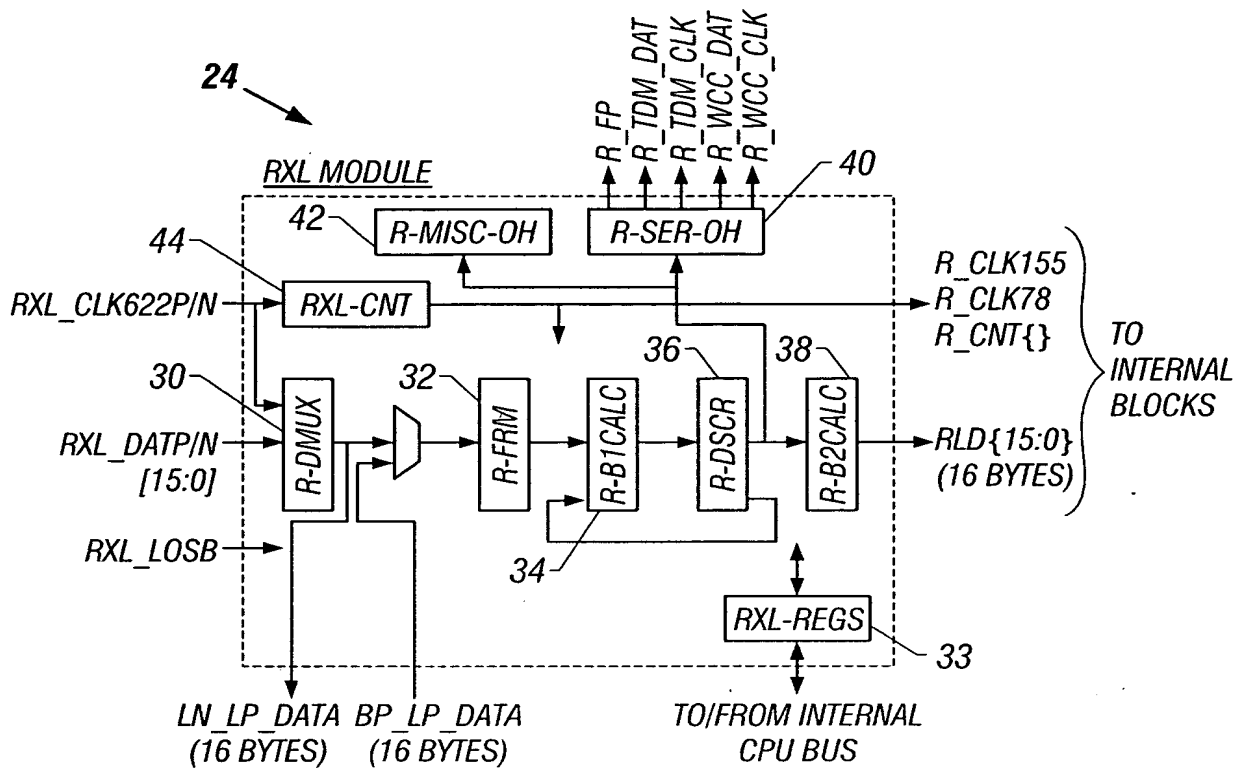 24
R_FP
R_TDM_DAT
R_TDM_CLK
R_WCC_DAT
R_WCC_CLK
RXL MODULE
40
42
R-MISC-OH
R-SER-OH
44
RXL_CLK622P/N
RXL-CNT
R_CLK155
R_CLK78
R_CNT{}
TO
INTERNAL
BLOCKS
30
32
36
38
RXL_DATP/N
[15:0]
R-DMUX
R-FRM
R-B1CALC
R-DSCR
R-B2CALC
RLD{15:0}
(16 BYTES)
RXL_LOSB
34
RXL-REGS
33
LN_LP_DATA
(16 BYTES)
BP_LP_DATA
(16 BYTES)
TO/FROM INTERNAL
CPU BUS